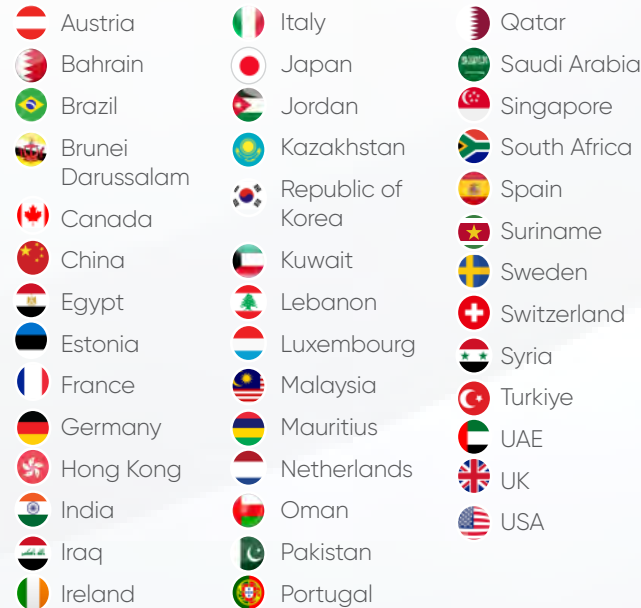 Austria
Bahrain
Brazil
Brunei
Darussalam
Canada
China
Egypt
Estonia
France
Germany
Hong Kong
India
Iraq
Ireland
Italy
Japan
Jordan
Kazakhstan
Republic of
Korea
Kuwait
Lebanon
Luxembourg
Malaysia
Mauritius
Netherlands
Oman
Pakistan
Portugal
Qatar
Saudi Arabia
Singapore
South Africa
Spain
Suriname
Sweden
Switzerland
Syria
Turkiye
UAE
UK
USA